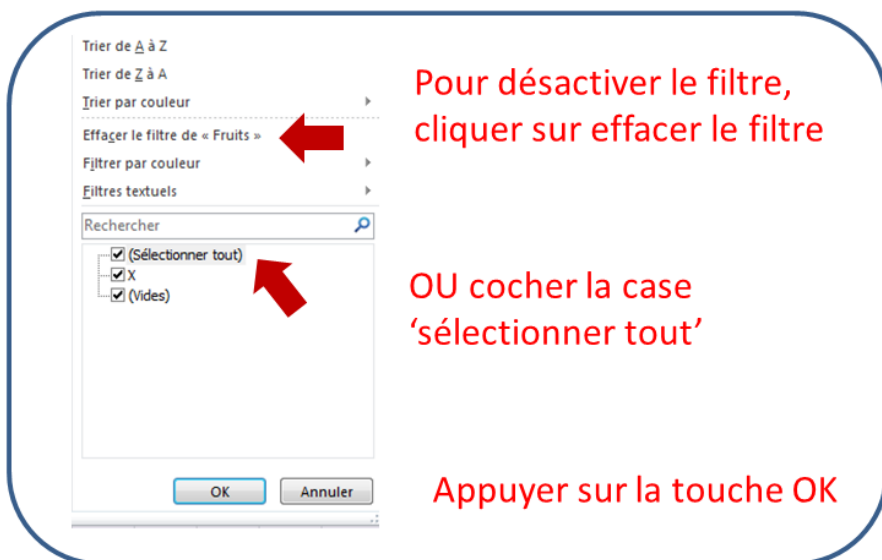 Trier de A à Z
Trier de Z à A
Trier par couleur
Effacer le filtre de « Fruits »
Filtrer par couleur
Filtres textuels
Rechercher
(Sélectionner tout)
X
(Vides)
OK Annuler
Pour désactiver le filtre,
cliquer sur effacer le filtre
OU cocher la case
‘sélectionner tout’
Appuyer sur la touche OK